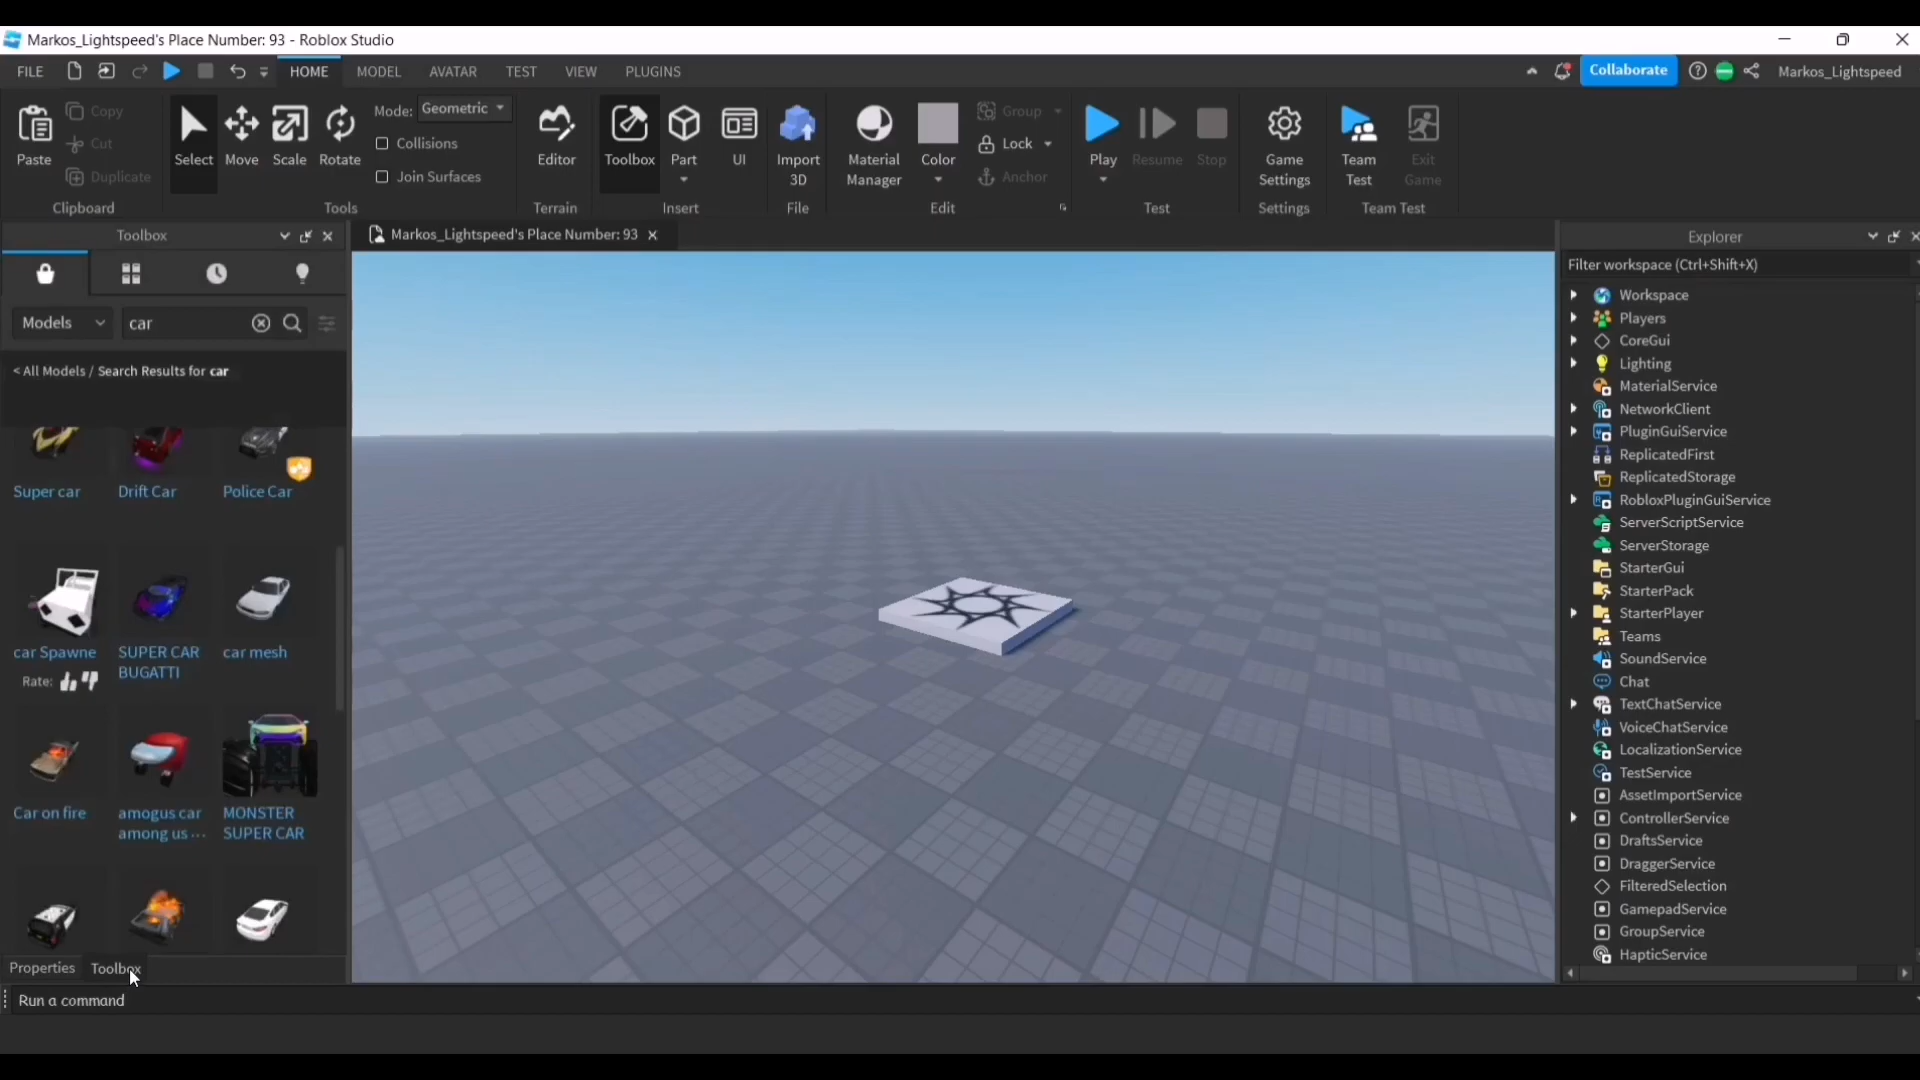 Markos_Lightspeed's Place Number: 93 - Roblox Studio
FILE HOME MODEL AVATAR TEST VIEW PLUGINS Collaborate Markos_Lightspeed
Paste
Copy
Cut
Duplicate
Clipboard
Select
Move
Scale
Rotate
Mode: Geometric
Collisions
Join Surfaces
Tools
Editor
Terrain
Toolbox
Part
UI
Insert
Import
3D
File
Material
Manager
Color
Group
Lock
Anchor
Edit
Play
Resume
Stop
Test
Game
Settings
Settings
Team
Test
Exit
Game
Team Test
Toolbox
Models
car
< All Models / Search Results for car
Super car
Drift Car
Police Car
car Spawne
Rate:
SUPER CAR
BUGATTI
car mesh
Car on fire
amogus car
among us ...
MONSTER
SUPER CAR
Properties Toolbox
Run a command
Markos_Lightspeed's Place Number: 93
Explorer
Filter workspace (Ctrl+Shift+X)
Workspace
Players
CoreGui
Lighting
MaterialService
NetworkClient
PluginGuiService
ReplicatedFirst
ReplicatedStorage
RobloxPluginGuiService
ServerScriptService
ServerStorage
StarterGui
StarterPack
StarterPlayer
Teams
SoundService
Chat
TextChatService
VoiceChatService
LocalizationService
TestService
AssetImportService
ControllerService
DraftsService
DraggerService
FilteredSelection
GamepadService
GroupService
HapticService